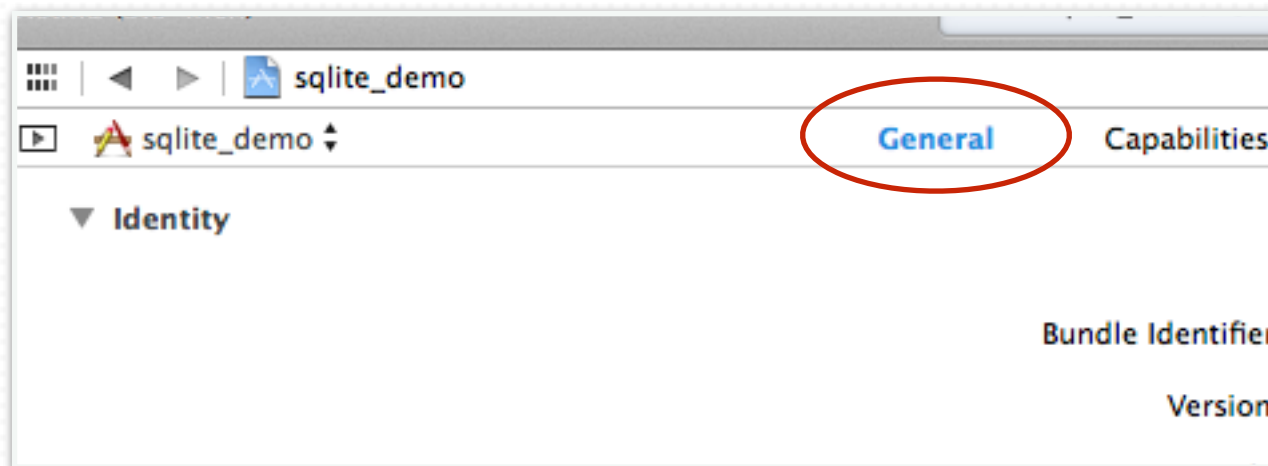 sqlite_demo
sqlite_demo General Capabilities
Identity
Bundle Identifier
Version